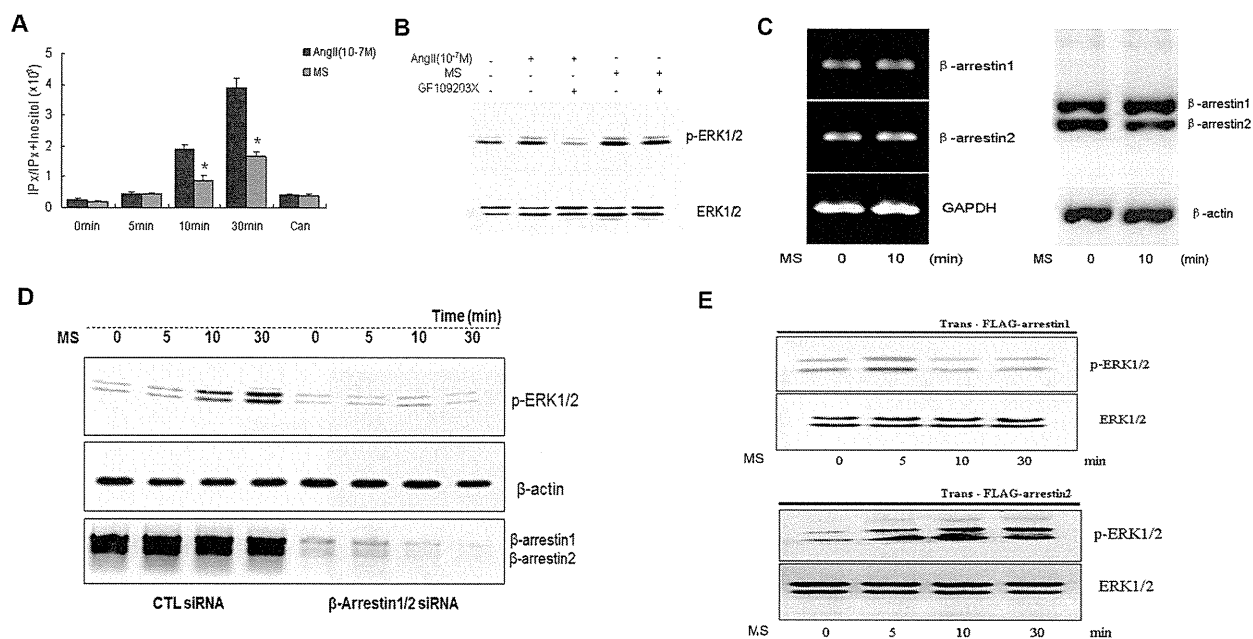 A
IPx/IPx+Inositol (x10³)
5
4
3
2
1
0
AngII(10-7M)
MS
*
*
0min 5min 10min 30min Can
B
AngII(10⁻⁷M) - + + - -
MS - - - + +
GF109203X - - + - +
p-ERK1/2
ERK1/2
C
β-arrestin1
β-arrestin2
GAPDH
MS 0 10 (min)
β-arrestin1
β-arrestin2
β-actin
MS 0 10 (min)
D
Time (min)
MS 0 5 10 30 0 5 10 30
p-ERK1/2
β-actin
β-arrestin1
β-arrestin2
CTL siRNA β-Arrestin1/2 siRNA
E
Trans - FLAG-arrestin1
p-ERK1/2
ERK1/2
MS 0 5 10 30 min
Trans - FLAG-arrestin2
p-ERK1/2
ERK1/2
MS 0 5 10 30 min